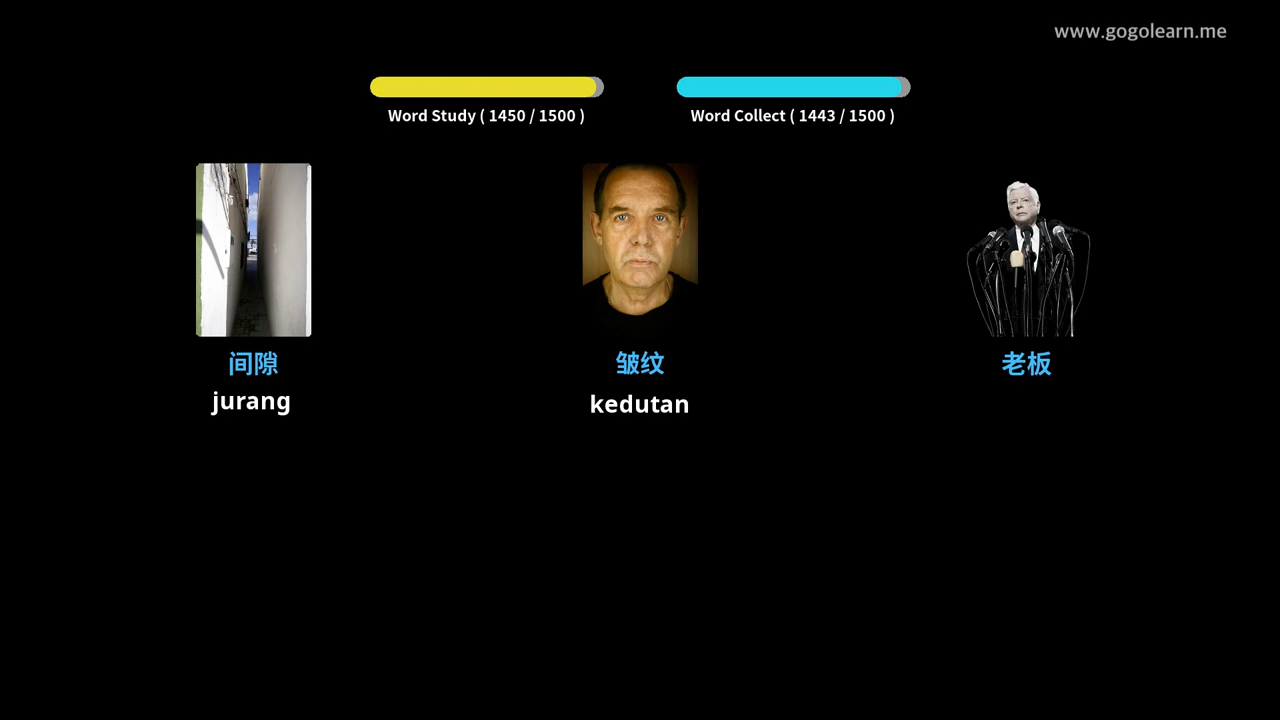 www.gogolearn.me
Word Study ( 1450 / 1500 )
Word Collect ( 1443 / 1500 )
间隙
皱纹
老板
jurang
kedutan